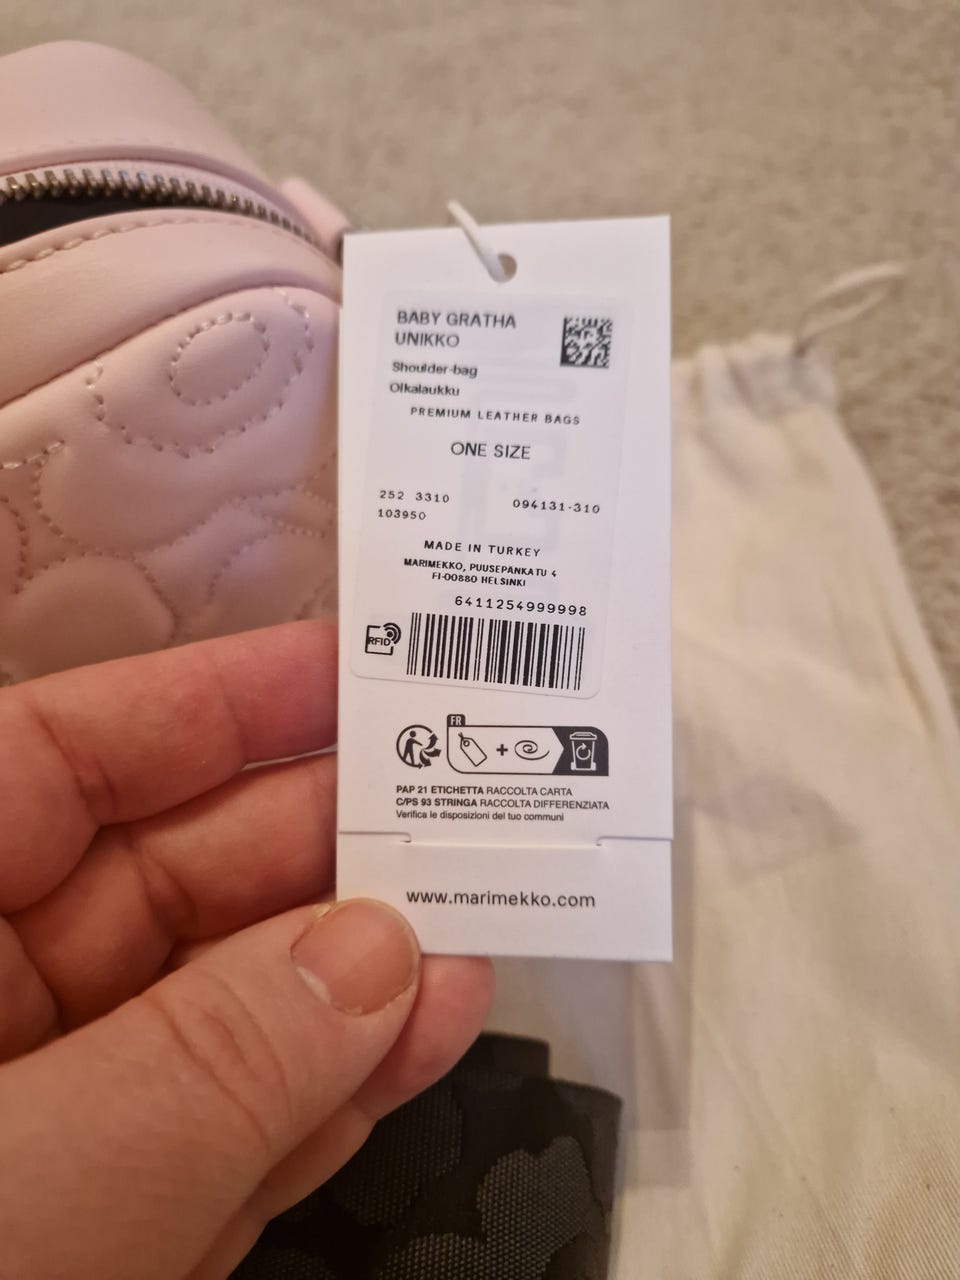 BABY GRATHA
UNIKKO
Shoulder-bag
Olkalaukku
PREMIUM LEATHER BAGS
ONE SIZE
252 3310
094131-310
103950
MADE IN TURKEY
MARIMEKKO, PUUSEPÄNKATU 4
FI-00880 HELSINKI
6411254999998
RFID
FR
PAP 21 ETICHETTA RACCOLTA CARTA
C/PS 93 STRINGA RACCOLTA DIFFERENZIATA
Verifica le disposizioni del tuo communi
www.marimekko.com